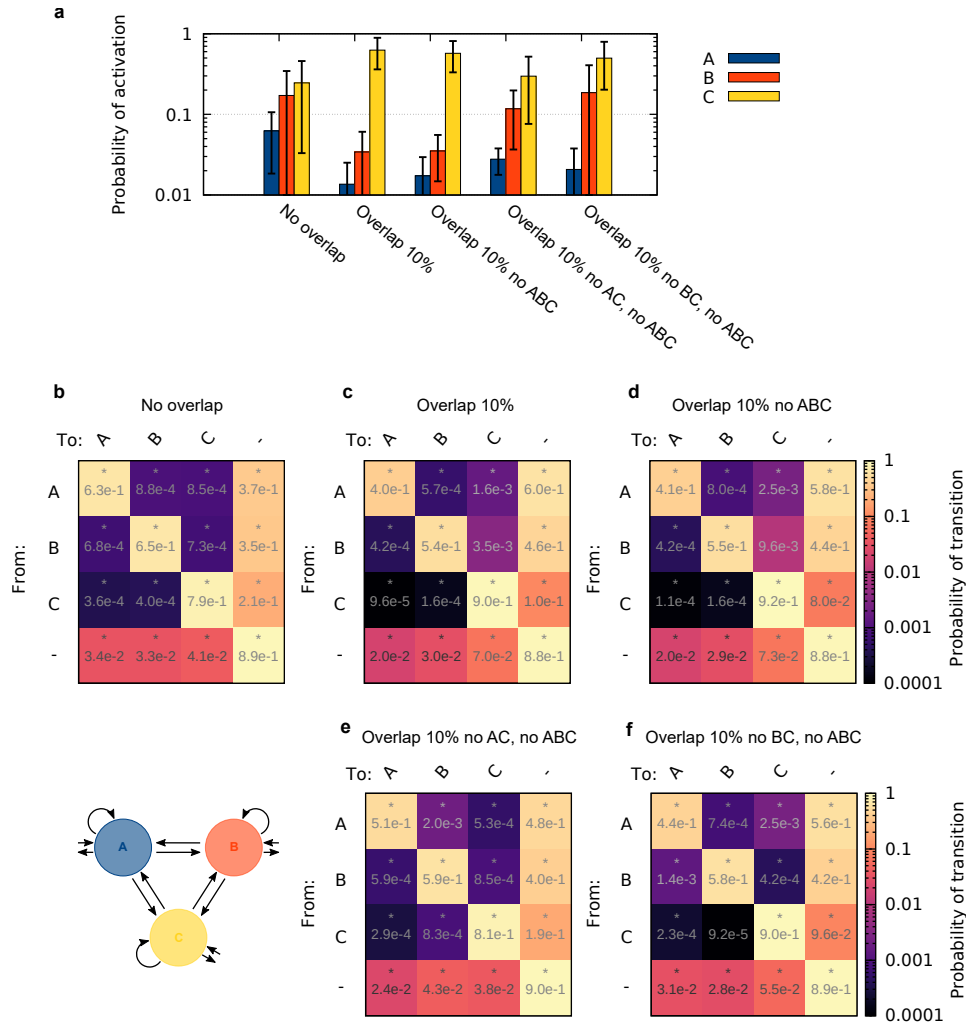 a
Probability of activation
1
0.1
0.01
A
B
C
No overlap
Overlap 10%
Overlap 10% no ABC
Overlap 10% no AC, no ABC
Overlap 10% no BC, no ABC
b
No overlap
To: A B C -
From:
A * 6.3e-1 * 8.8e-4 * 8.5e-4 * 3.7e-1
B * 6.8e-4 * 6.5e-1 * 7.3e-4 * 3.5e-1
C * 3.6e-4 * 4.0e-4 * 7.9e-1 * 2.1e-1
- * 3.4e-2 * 3.3e-2 * 4.1e-2 * 8.9e-1
c
Overlap 10%
To: A B C -
From:
A * 4.0e-1 * 5.7e-4 * 1.6e-3 * 6.0e-1
B * 4.2e-4 * 5.4e-1 * 3.5e-3 * 4.6e-1
C * 9.6e-5 * 1.6e-4 * 9.0e-1 * 1.0e-1
- * 2.0e-2 * 3.0e-2 * 7.0e-2 * 8.8e-1
d
Overlap 10% no ABC
To: A B C -
From:
A * 4.1e-1 * 8.0e-4 * 2.5e-3 * 5.8e-1
B * 4.2e-4 * 5.5e-1 * 9.6e-3 * 4.4e-1
C * 1.1e-4 * 1.6e-4 * 9.2e-1 * 8.0e-2
- * 2.0e-2 * 2.9e-2 * 7.3e-2 * 8.8e-1
1
0.1
0.01
0.001
0.0001
Probability of transition
A
B
C
e
Overlap 10% no AC, no ABC
To: A B C -
From:
A * 5.1e-1 * 2.0e-3 * 5.3e-4 * 4.8e-1
B * 5.9e-4 * 5.9e-1 * 8.5e-4 * 4.0e-1
C * 2.9e-4 * 8.3e-4 * 8.1e-1 * 1.9e-1
- * 2.4e-2 * 4.3e-2 * 3.8e-2 * 9.0e-1
f
Overlap 10% no BC, no ABC
To: A B C -
From:
A * 4.4e-1 * 7.4e-4 * 2.5e-3 * 5.6e-1
B * 1.4e-3 * 5.8e-1 * 4.2e-4 * 4.2e-1
C * 2.3e-4 * 9.2e-5 * 9.0e-1 * 9.6e-2
- * 3.1e-2 * 2.8e-2 * 5.5e-2 * 8.9e-1
1
0.1
0.01
0.001
0.0001
Probability of transition